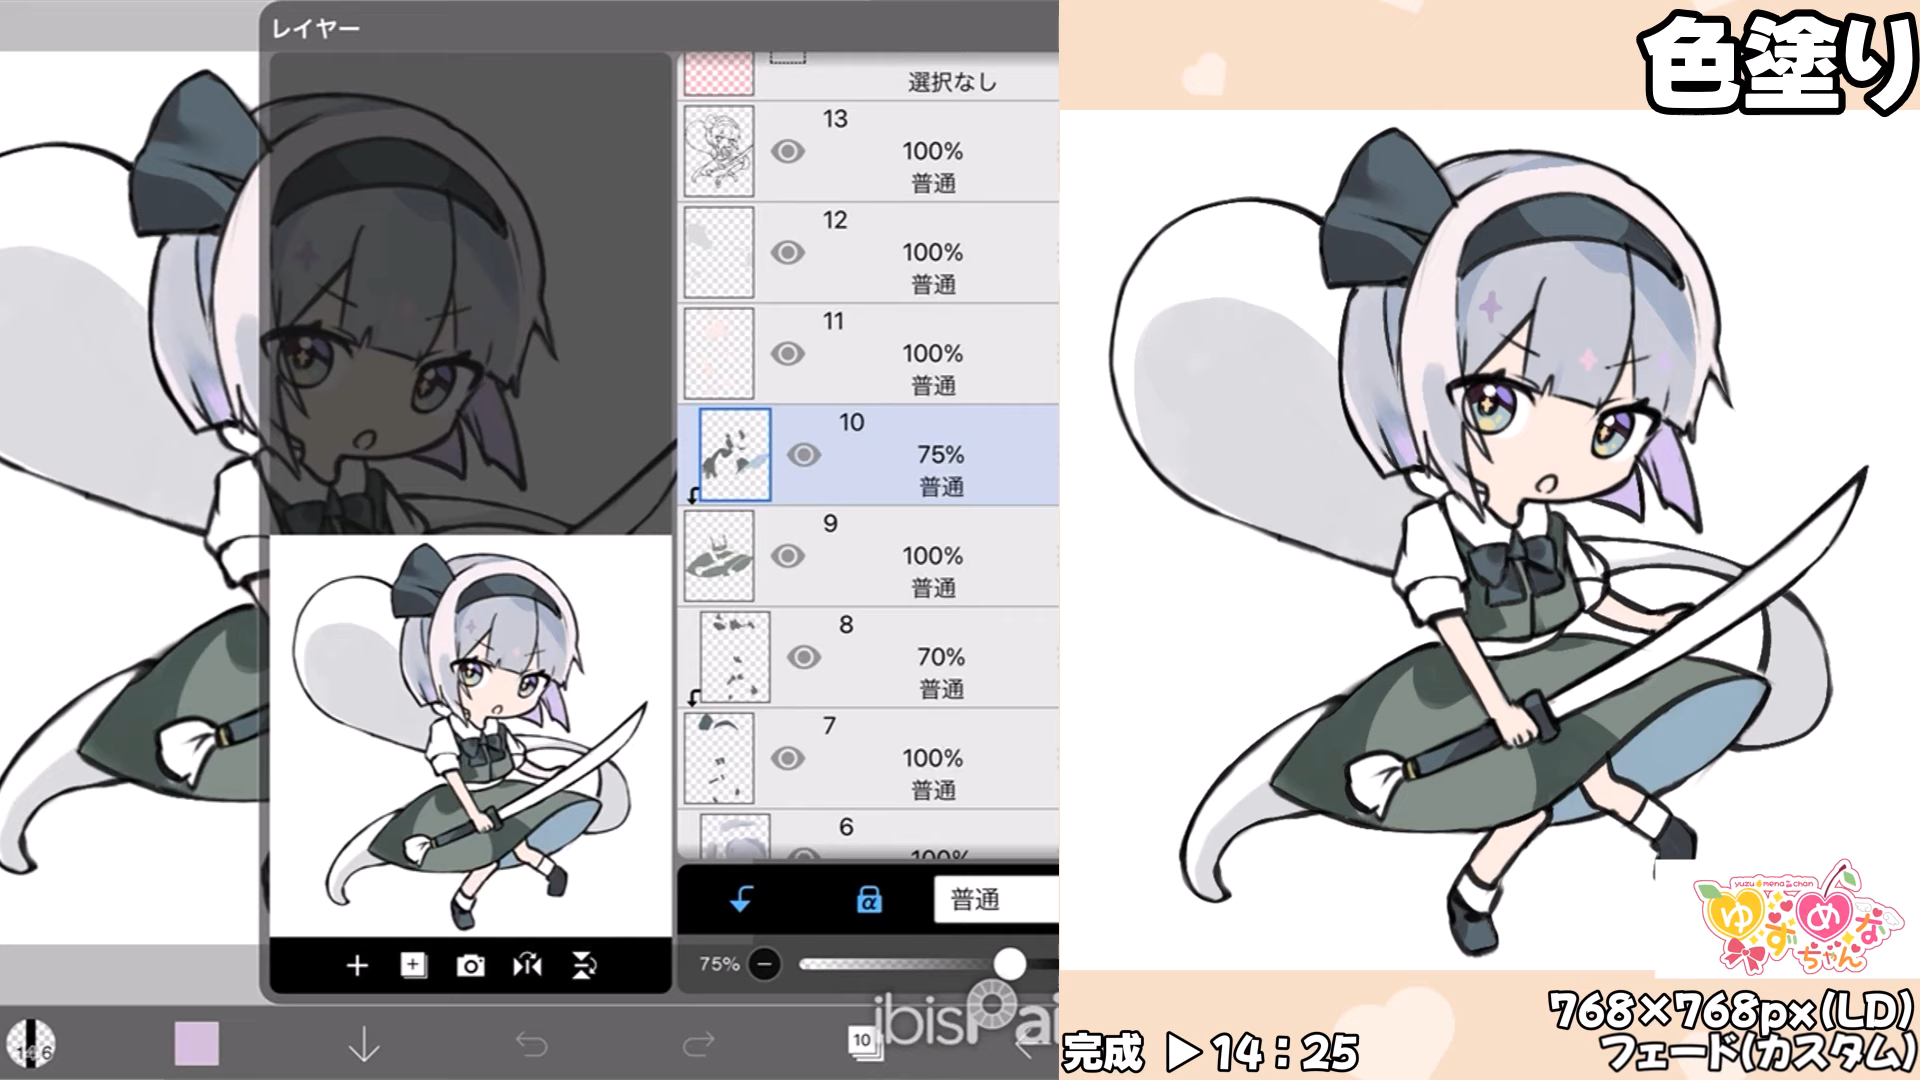 レイヤー
選択なし
13
100%
普通
12
100%
普通
11
100%
普通
10
75%
普通
9
100%
普通
8
70%
普通
7
100%
普通
6
100%
α
普通
75%
10
ibisPai
色塗り
yuzu mena chan
ゆずめな
ちゃん
768×768px(LD)
フェード(カスタム)
完成 ▶14：25